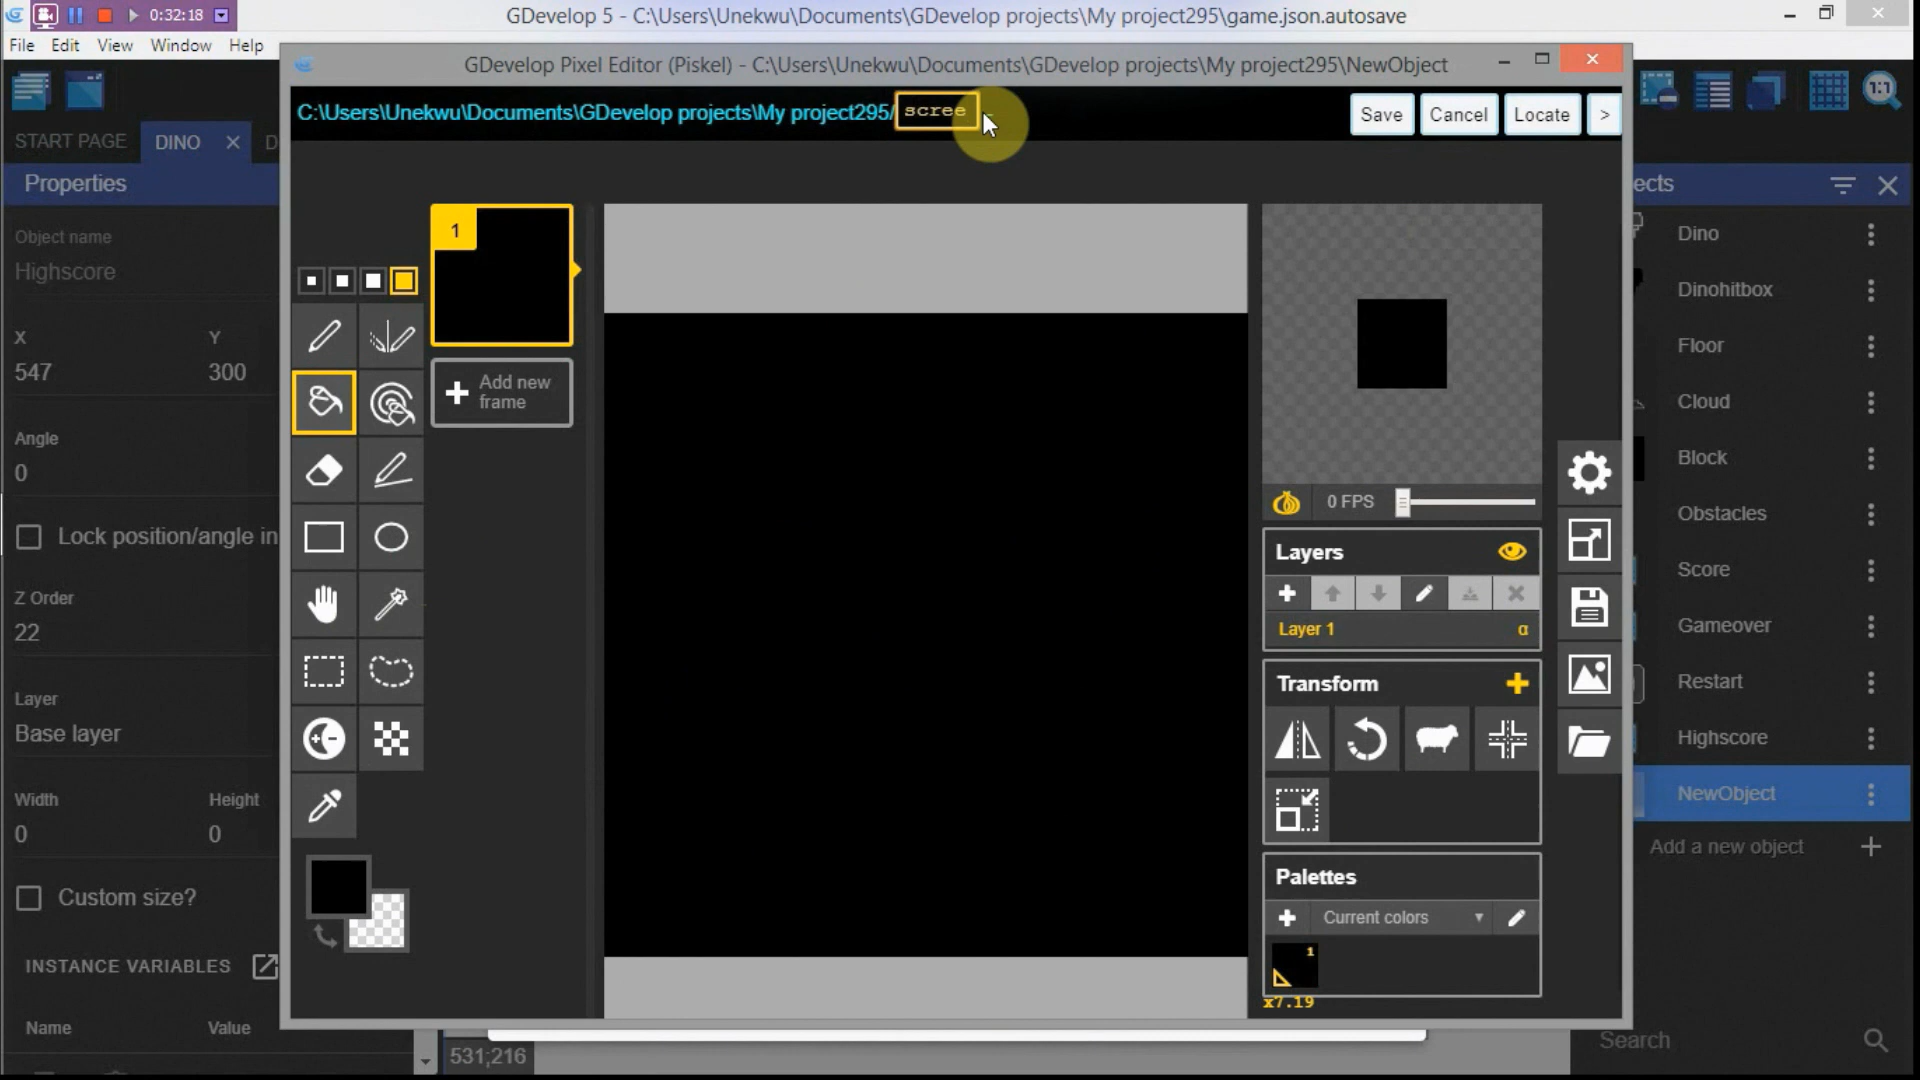 0:32:18
GDevelop 5 - C:\Users\Unekwu\Documents\GDevelop projects\My project295\game.json.autosave
File Edit View Window Help
GDevelop Pixel Editor (Piskel) - C:\Users\Unekwu\Documents\GDevelop projects\My project295\NewObject
C:\Users\Unekwu\Documents\GDevelop projects\My project295/ scree
Save Cancel Locate >
1:1
START PAGE DINO D
Properties
Object name
Highscore
X Y
547 300
Angle
0
Lock position/angle in
Z Order
22
Layer
Base layer
Width Height
0 0
Custom size?
INSTANCE VARIABLES
Name Value
1
Add new
frame
0 FPS
Layers
Layer 1 α
Transform
Palettes
Current colors
1
x7.19
531;216
ects
Dino
Dinohitbox
Floor
Cloud
Block
Obstacles
Score
Gameover
Restart
Highscore
NewObject
Add a new object
Search